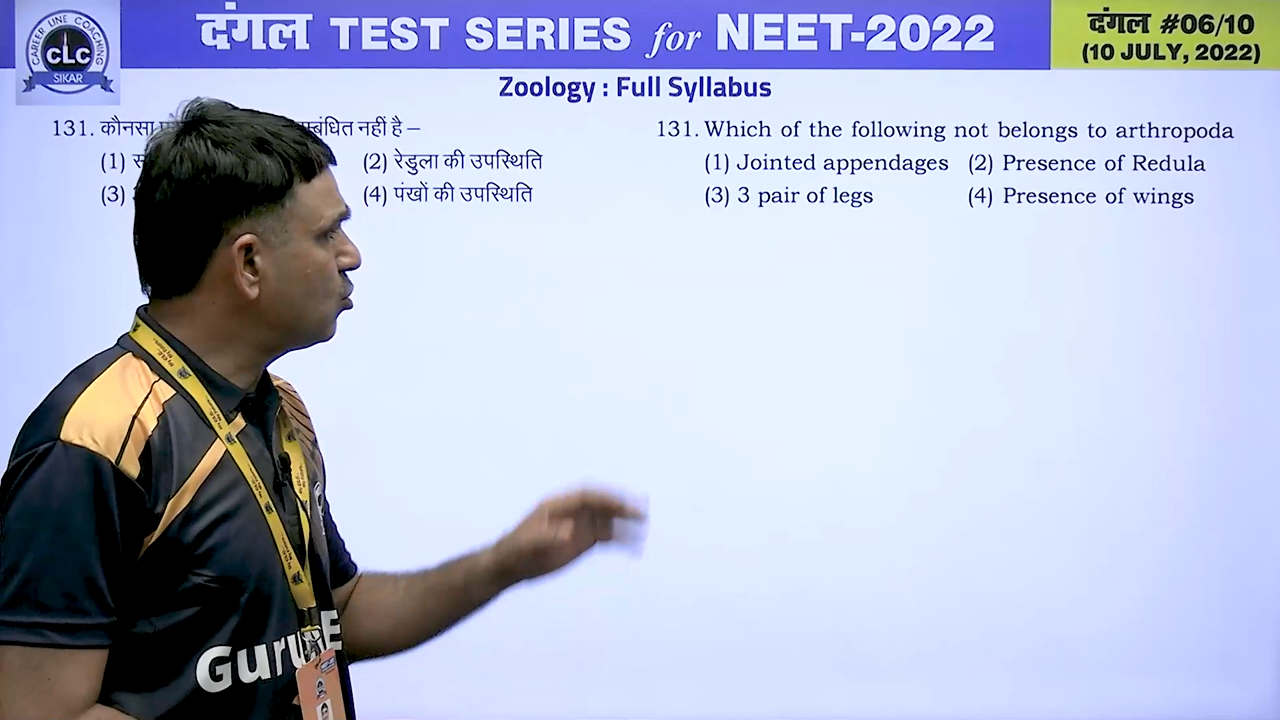 दंगल TEST SERIES for NEET-2022
दंगल #06/10
(10 JULY, 2022)
CAREER LINE COACHING
CLC
SIKAR
Zoology : Full Syllabus
131. कौनसा नहीं है –
(1)
(2) रेडुला की उपस्थिति
(3)
(4) पंखों की उपस्थिति
131. Which of the following not belongs to arthropoda
(1) Jointed appendages (2) Presence of Redula
(3) 3 pair of legs (4) Presence of wings
Guru